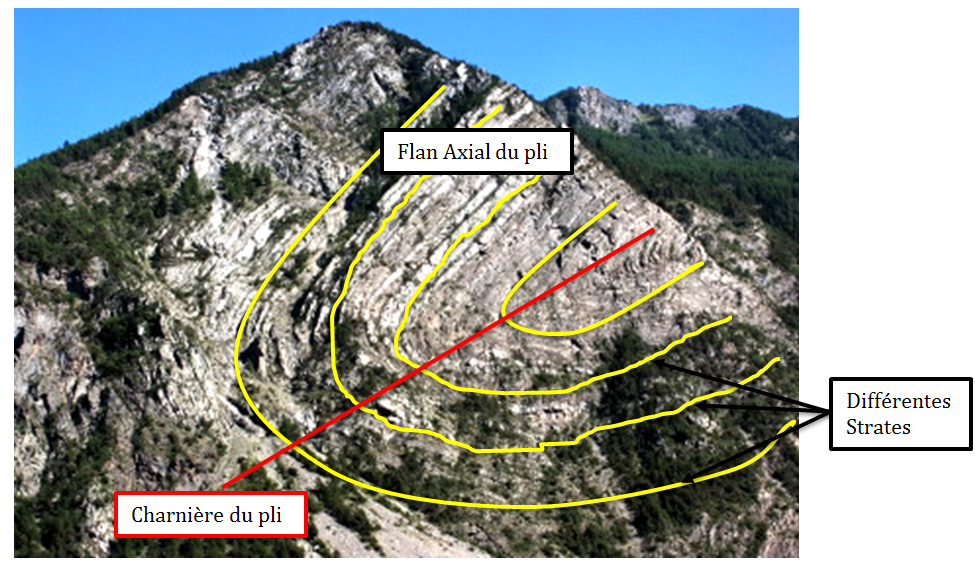 Flan Axial du pli
Différentes
Strates
Charnière du pli